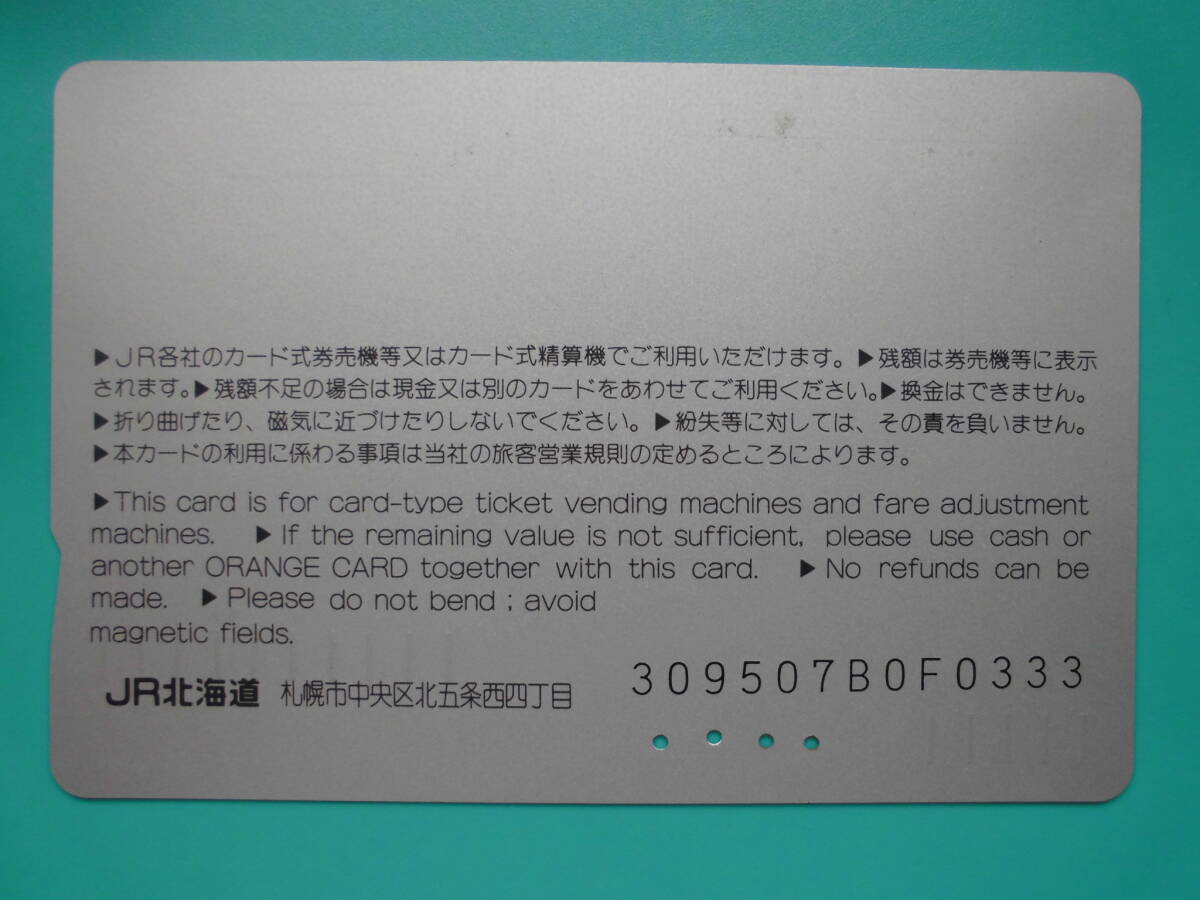 ▶JR各社のカード式券売機等又はカード式精算機でご利用いただけます。▶残額は券売機等に表示
されます。▶残額不足の場合は現金又は別のカードをあわせてご利用ください。▶換金はできません。
▶折り曲げたり、磁気に近づけたりしないでください。▶紛失等に対しては、その責を負いません。
▶本カードの利用に係わる事項は当社の旅客営業規則の定めるところによります。
▶This card is for card-type ticket vending machines and fare adjustment
machines. ▶If the remaining value is not sufficient, please use cash or
another ORANGE CARD together with this card. ▶No refunds can be
made. ▶Please do not bend ; avoid
magnetic fields.
JR北海道 札幌市中央区北五条西四丁目
309507B0F0333